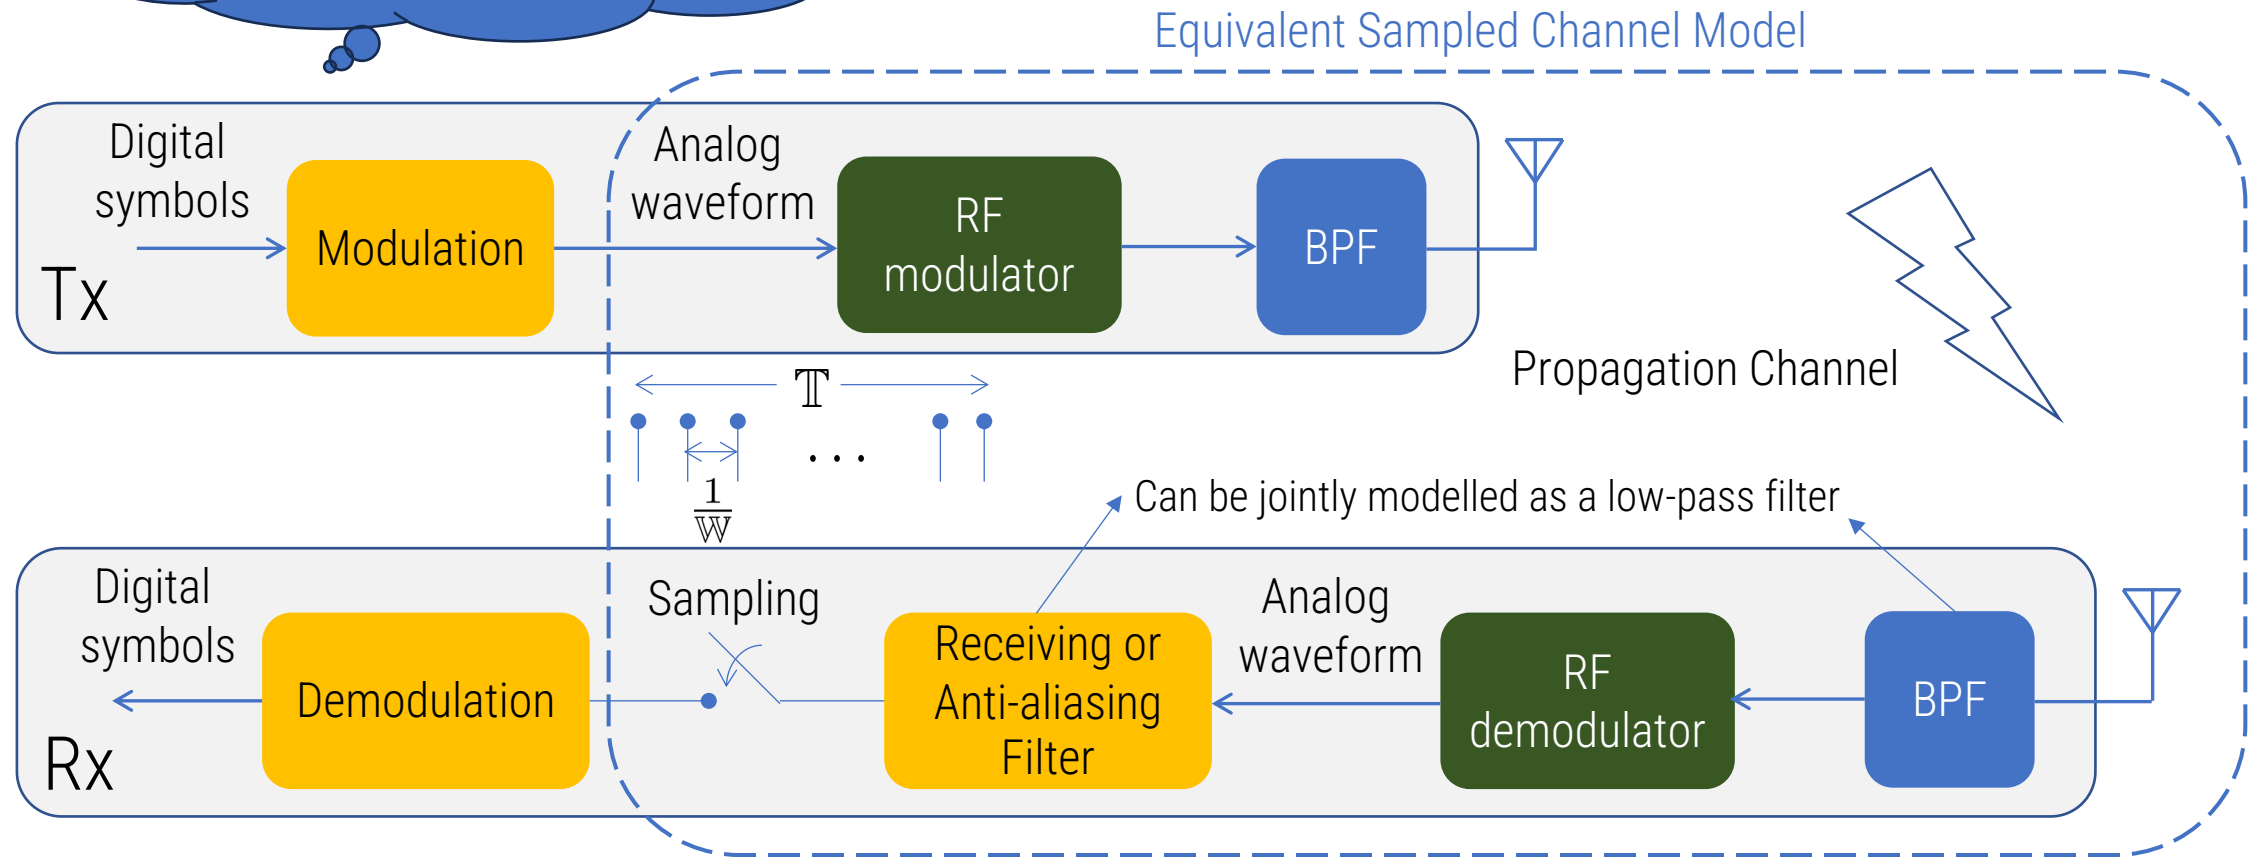 Equivalent Sampled Channel Model
Digital
symbols
Modulation
Analog
waveform
RF
modulator
BPF
Tx
𝕋
Propagation Channel
. . .
1
𝕎
Can be jointly modelled as a low-pass filter
Digital
symbols
Demodulation
Sampling
Receiving or
Anti-aliasing
Filter
Analog
waveform
RF
demodulator
BPF
Rx